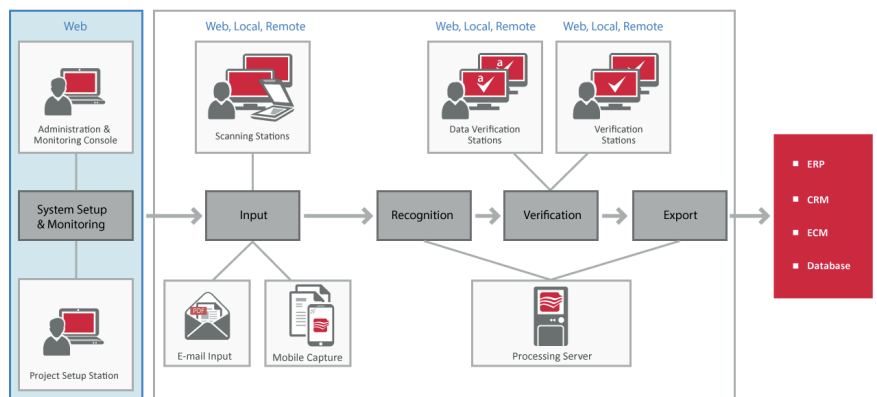 Web
Administration &
Monitoring Console
System Setup
& Monitoring
Project Setup Station
Web, Local, Remote
Scanning Stations
Input
PDF
E-mail Input
Mobile Capture
Recognition
Web, Local, Remote
a
a
Data Verification
Stations
Web, Local, Remote
Verification
Stations
Verification
Export
Processing Server
ERP
CRM
ECM
Database